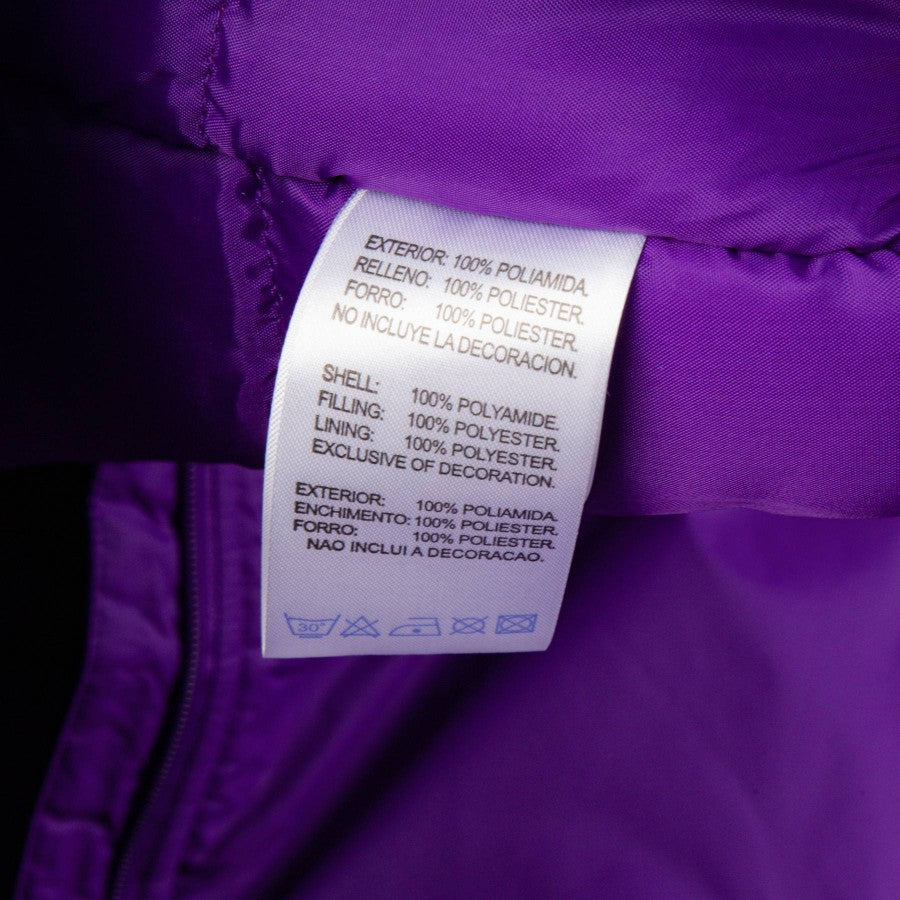 EXTERIOR: 100% POLIAMIDA.
RELLENO: 100% POLIESTER.
FORRO: 100% POLIESTER.
NO INCLUYE LA DECORACION.
SHELL: 100% POLYAMIDE.
FILLING: 100% POLYESTER.
LINING: 100% POLYESTER.
EXCLUSIVE OF DECORATION.
EXTERIOR: 100% POLIAMIDA.
ENCHIMENTO: 100% POLIESTER.
FORRO: 100% POLIESTER.
NAO INCLUI A DECORACAO.
30°